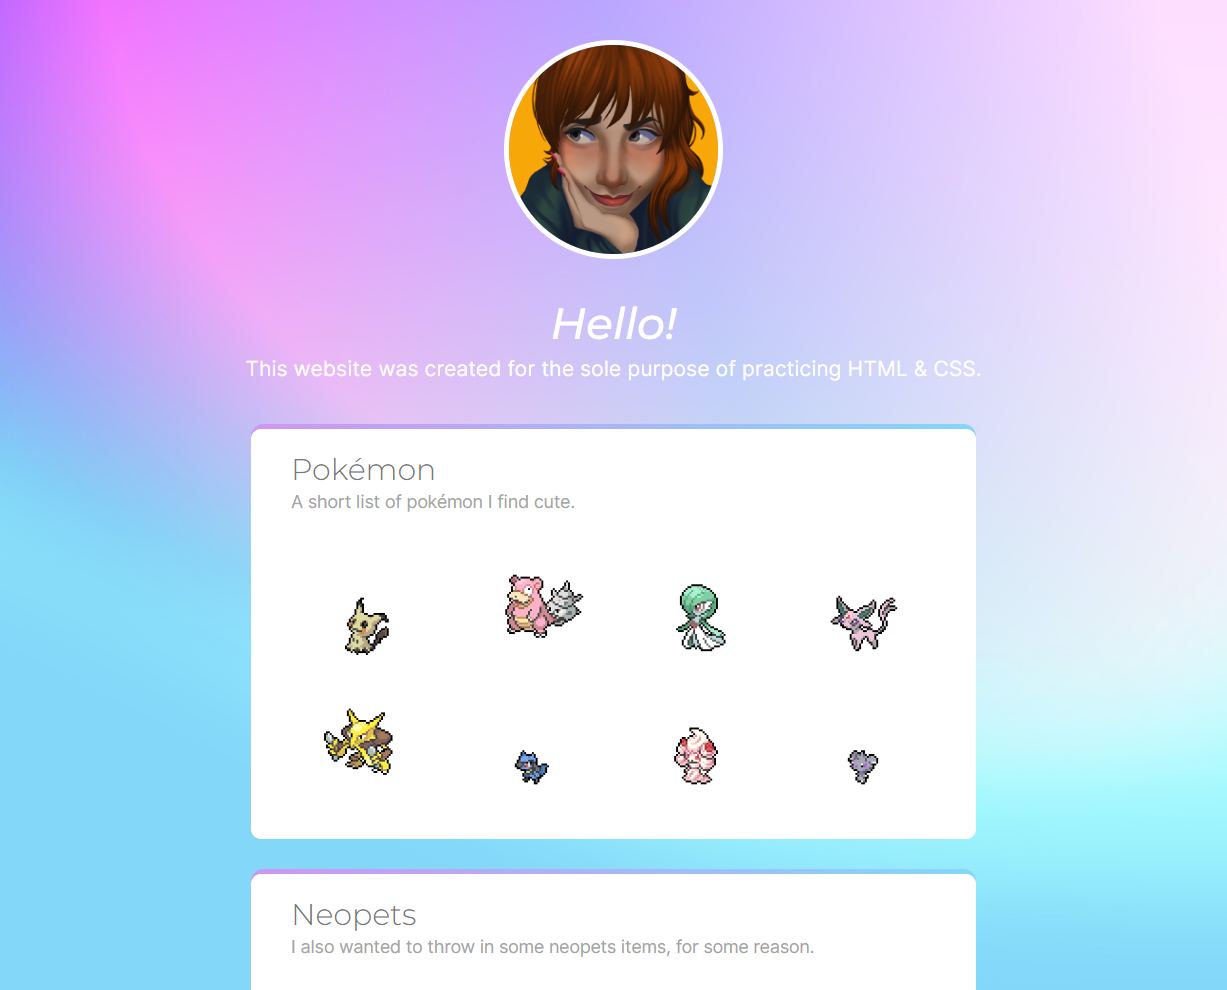 Hello!
This website was created for the sole purpose of practicing HTML & CSS.
Pokémon
A short list of pokémon I find cute.
Neopets
I also wanted to throw in some neopets items, for some reason.